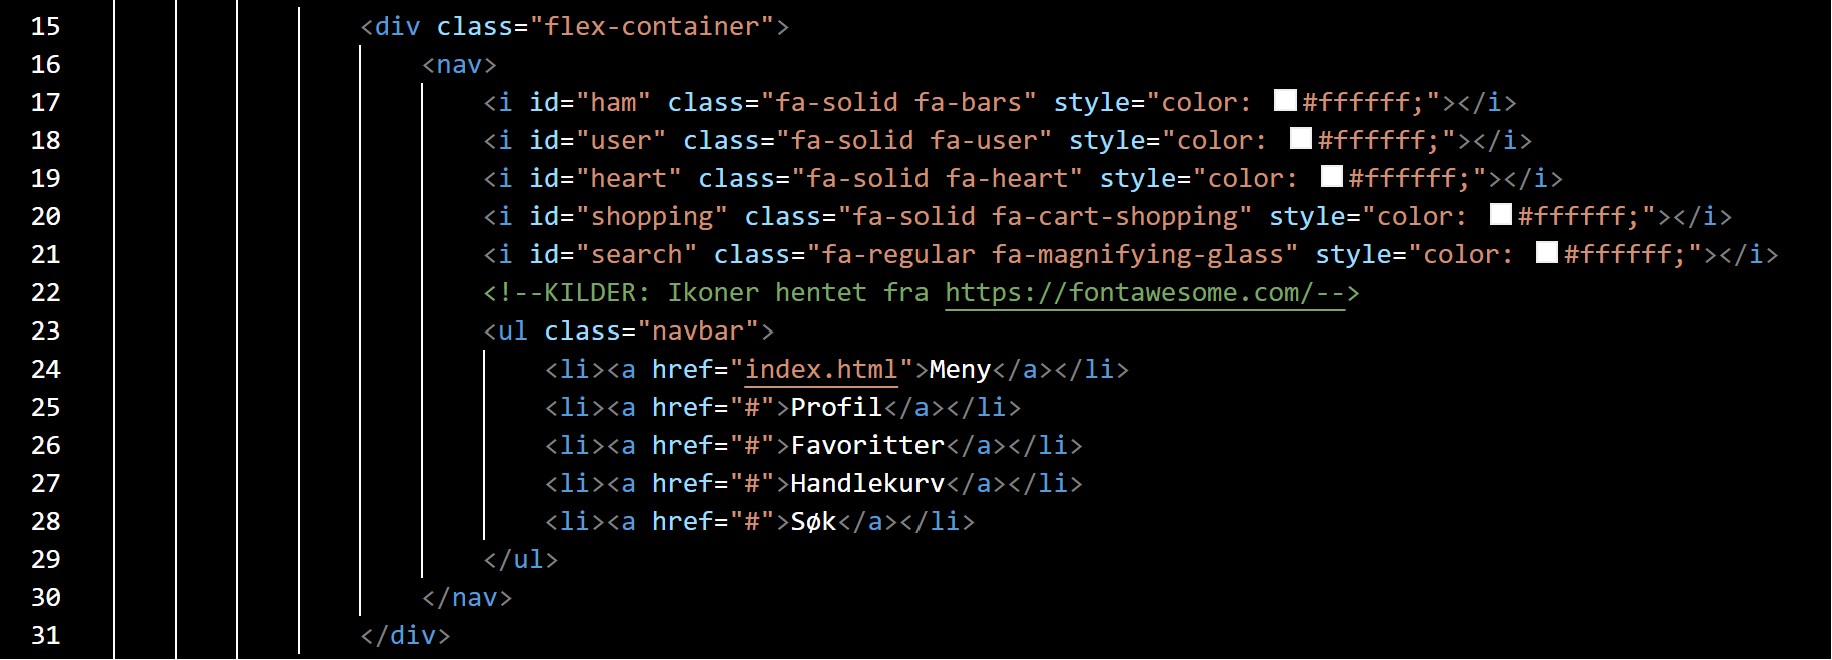 15 <div class="flex-container">
16 <nav>
17 <i id="ham" class="fa-solid fa-bars" style="color: #ffffff;"></i>
18 <i id="user" class="fa-solid fa-user" style="color: #ffffff;"></i>
19 <i id="heart" class="fa-solid fa-heart" style="color: #ffffff;"></i>
20 <i id="shopping" class="fa-solid fa-cart-shopping" style="color: #ffffff;"></i>
21 <i id="search" class="fa-regular fa-magnifying-glass" style="color: #ffffff;"></i>
22 <!--KILDER: Ikoner hentet fra https://fontawesome.com/-->
23 <ul class="navbar">
24 <li><a href="index.html">Meny</a></li>
25 <li><a href="#">Profil</a></li>
26 <li><a href="#">Favoritter</a></li>
27 <li><a href="#">Handlekurv</a></li>
28 <li><a href="#">Søk</a></li>
29 </ul>
30 </nav>
31 </div>